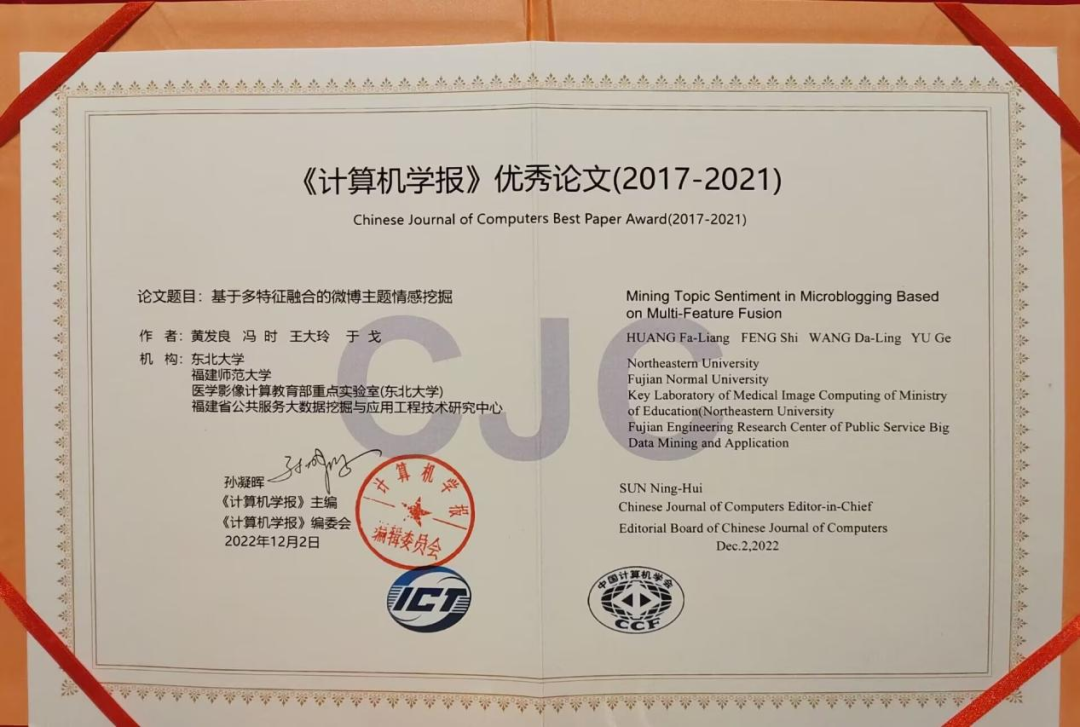 《计算机学报》优秀论文(2017-2021)
Chinese Journal of Computers Best Paper Award(2017-2021)
论文题目：基于多特征融合的微博主题情感挖掘
作 者：黄发良 冯 时 王大玲 于 戈
机 构：东北大学
福建师范大学
医学影像计算教育部重点实验室(东北大学)
福建省公共服务大数据挖掘与应用工程技术研究中心
孙凝晖
《计算机学报》主编
《计算机学报》编委会
2022年12月2日
计算机学报
编辑委员会
ICT
CJC
Mining Topic Sentiment in Microblogging Based
on Multi-Feature Fusion
HUANG Fa-Liang FENG Shi WANG Da-Ling YU Ge
Northeastern University
Fujian Normal University
Key Laboratory of Medical Image Computing of Ministry
of Education(Northeastern University
Fujian Engineering Research Center of Public Service Big
Data Mining and Application
SUN Ning-Hui
Chinese Journal of Computers Editor-in-Chief
Editorial Board of Chinese Journal of Computers
Dec.2,2022
中国计算机学会
CCF